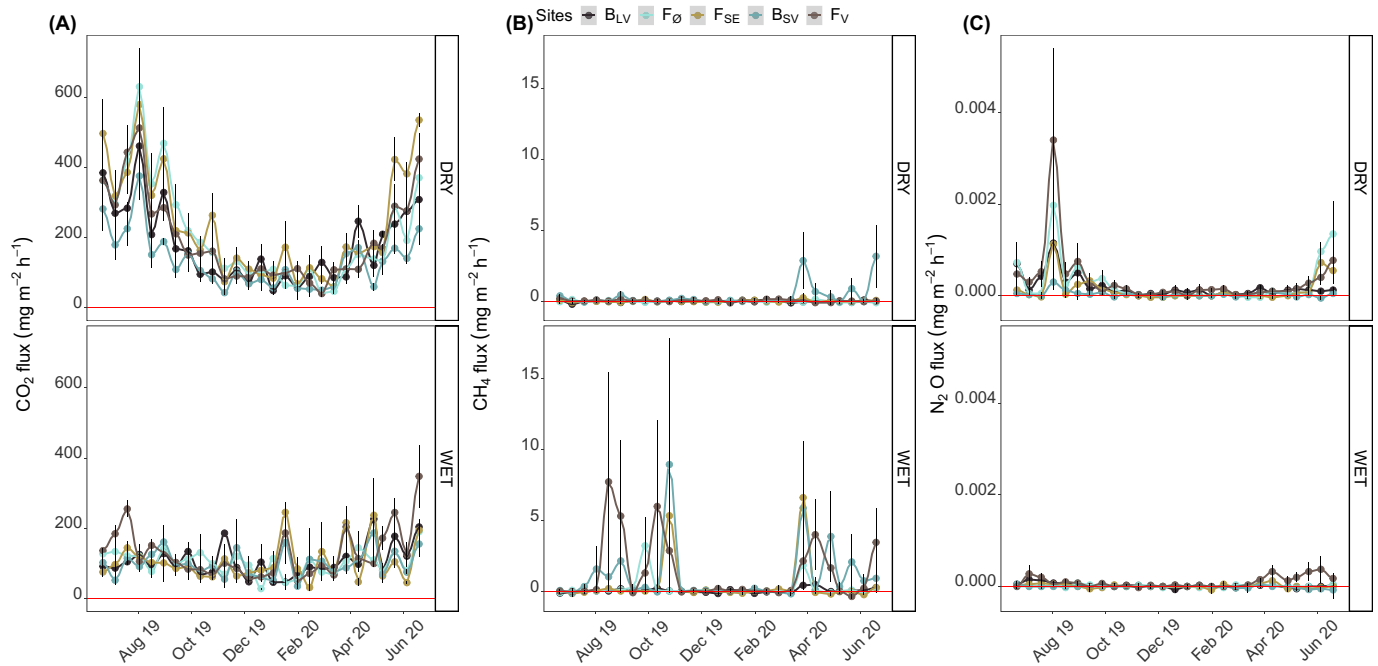 (A)
(B)
Sites B_LV F_Ø F_SE B_SV F_V
(C)
CO₂ flux (mg m⁻² h⁻¹)
600
400
200
0
DRY
600
400
200
0
WET
Aug 19
Oct 19
Dec 19
Feb 20
Apr 20
Jun 20
CH₄ flux (mg m⁻² h⁻¹)
15
10
5
0
DRY
15
10
5
0
WET
Aug 19
Oct 19
Dec 19
Feb 20
Apr 20
Jun 20
N₂ O flux (mg m⁻² h⁻¹)
0.004
0.002
0.000
DRY
0.004
0.002
0.000
WET
Aug 19
Oct 19
Dec 19
Feb 20
Apr 20
Jun 20